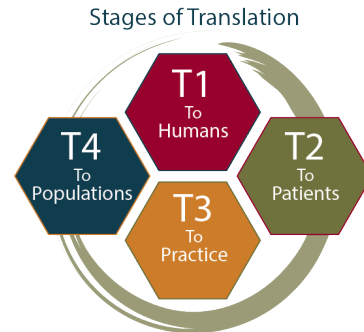 Stages of Translation
T1
To
Humans
T2
To
Patients
T3
To
Practice
T4
To
Populations